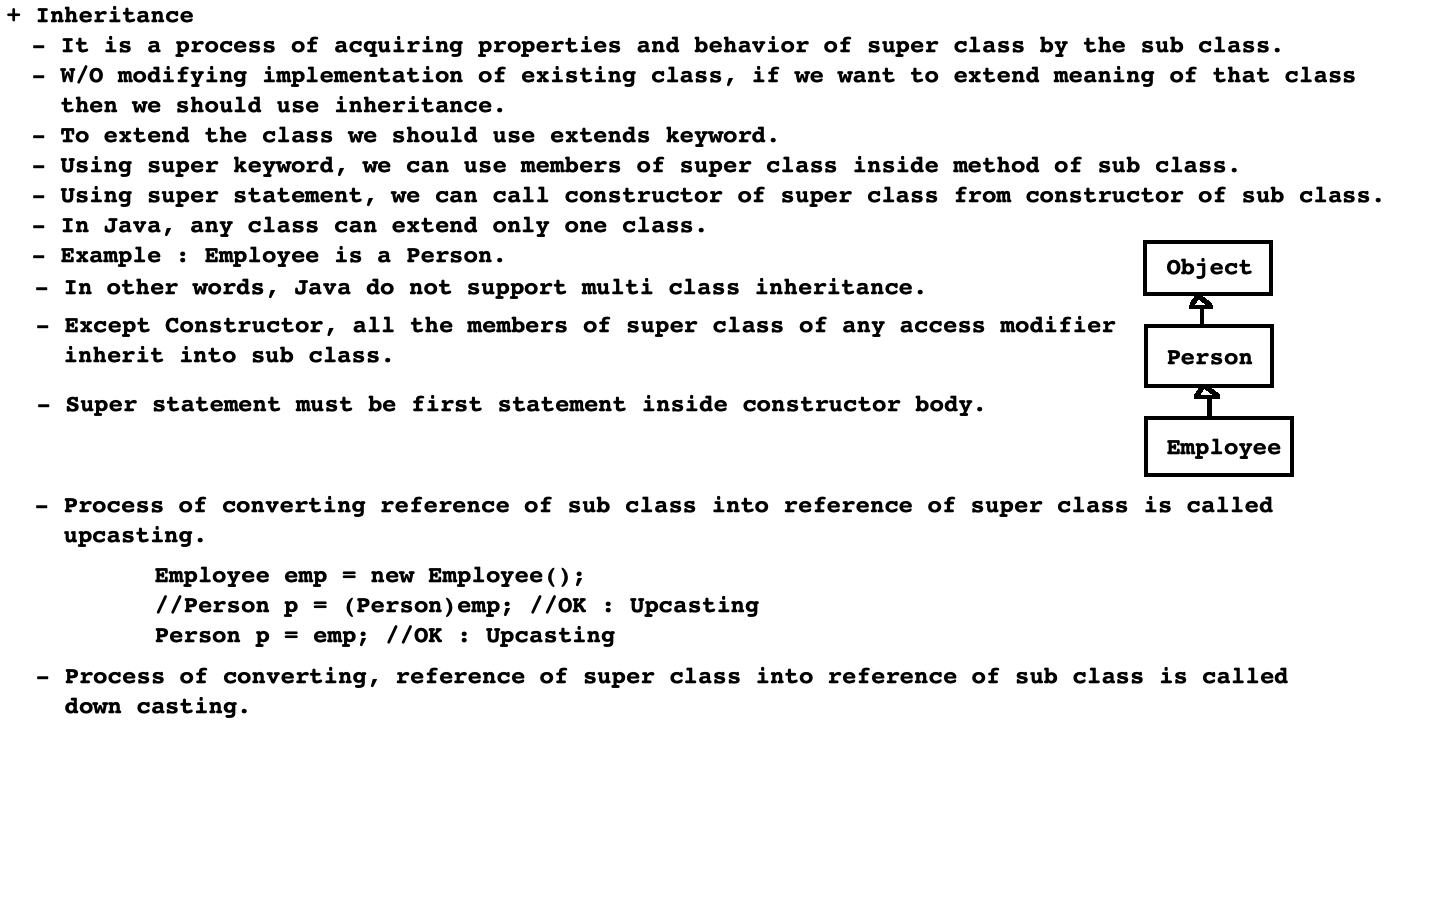 + Inheritance
- It is a process of acquiring properties and behavior of super class by the sub class.
- W/O modifying implementation of existing class, if we want to extend meaning of that class
then we should use inheritance.
- To extend the class we should use extends keyword.
- Using super keyword, we can use members of super class inside method of sub class.
- Using super statement, we can call constructor of super class from constructor of sub class.
- In Java, any class can extend only one class.
- Example : Employee is a Person.
- In other words, Java do not support multi class inheritance.
- Except Constructor, all the members of super class of any access modifier
inherit into sub class.
- Super statement must be first statement inside constructor body.
Object
Person
Employee
- Process of converting reference of sub class into reference of super class is called
upcasting.
Employee emp = new Employee();
//Person p = (Person)emp; //OK : Upcasting
Person p = emp; //OK : Upcasting
- Process of converting, reference of super class into reference of sub class is called
down casting.